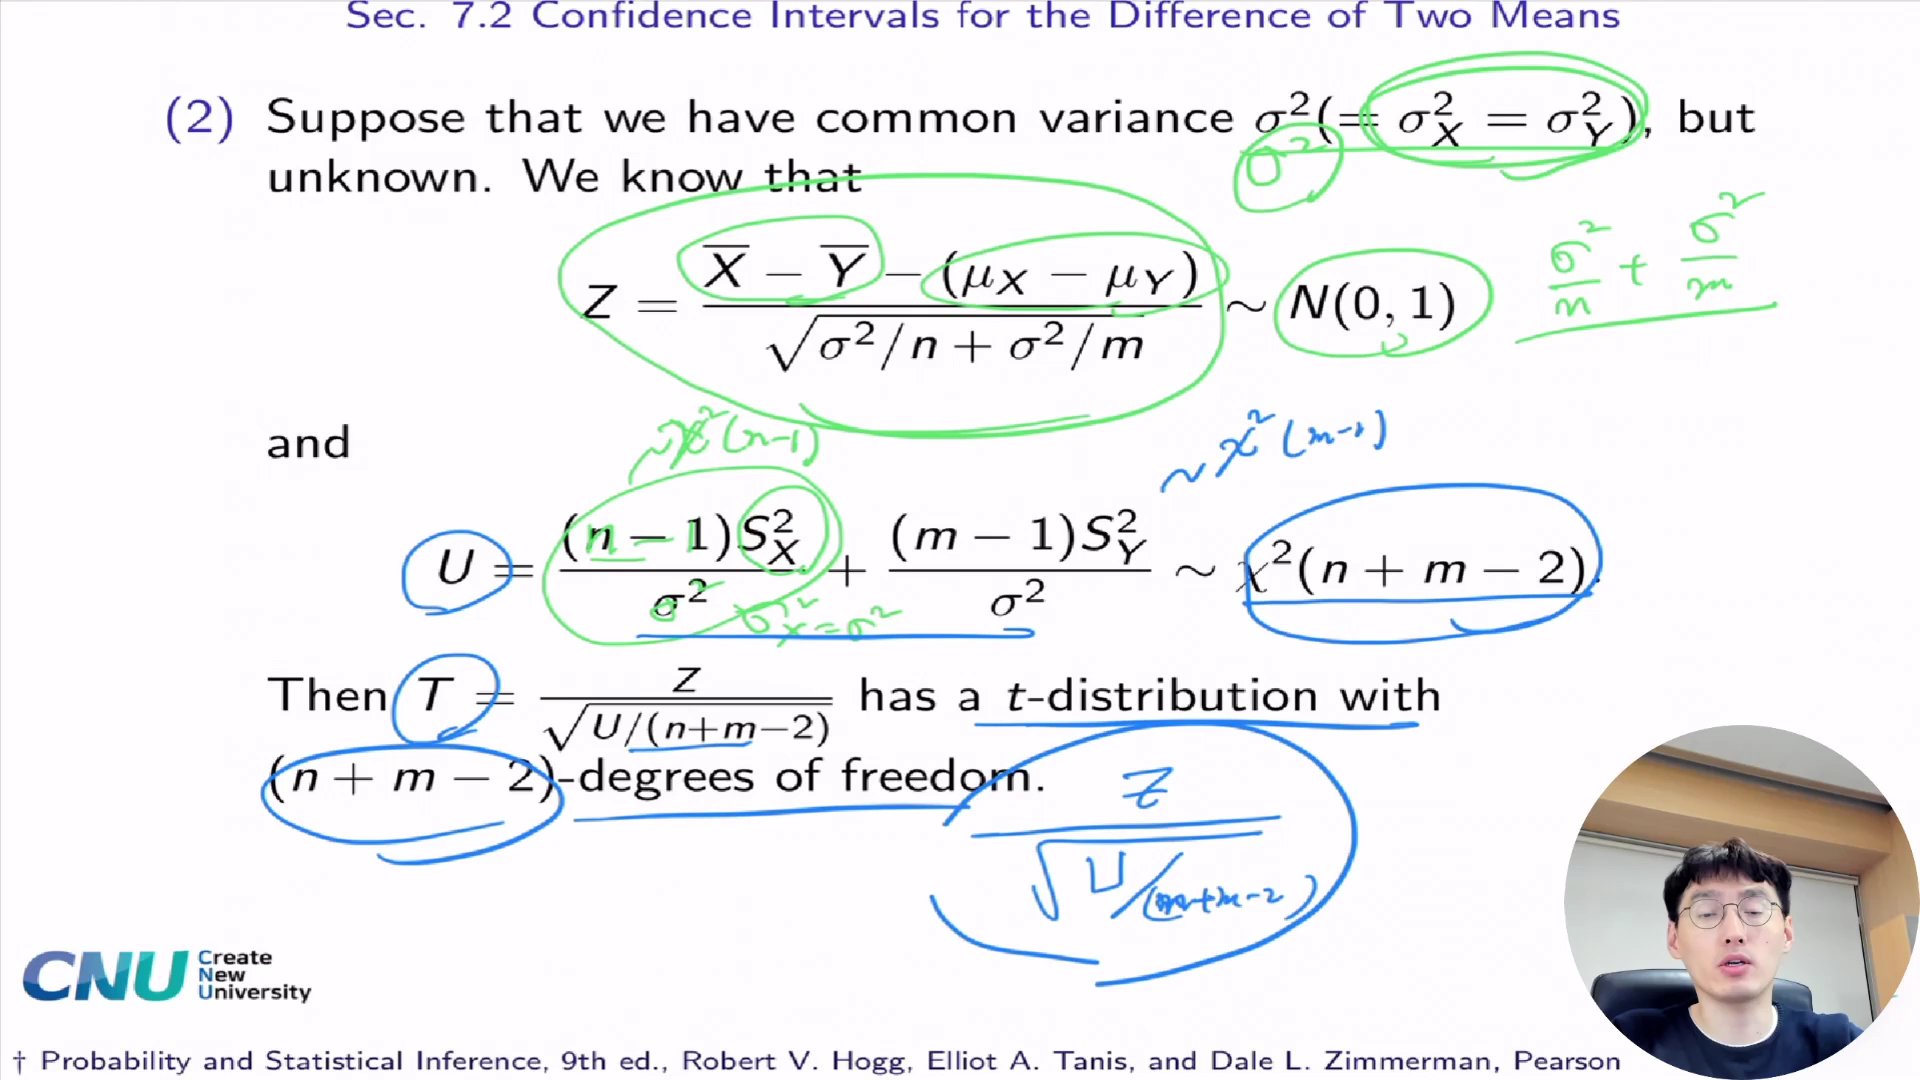 Sec. 7.2 Confidence Intervals for the Difference of Two Means
(2) Suppose that we have common variance σ²(= σ²_X = σ²_Y), but
σ²
unknown. We know that
Z = (X̄ − Ȳ − (μ_X − μ_Y)) / √(σ²/n + σ²/m) ∼ N(0, 1)
σ²/n + σ²/m
and
∼ χ²(n−1)
∼ χ²(m−1)
U = (n − 1)S²_X / σ² + (m − 1)S²_Y / σ² ∼ χ²(n + m − 2).
σ²_X = σ²
Then T = Z / √(U/(n+m−2)) has a t-distribution with
(n + m − 2)-degrees of freedom.
Z / √(U/(n+m−2))
CNU Create
New
University
† Probability and Statistical Inference, 9th ed., Robert V. Hogg, Elliot A. Tanis, and Dale L. Zimmerman, Pearson